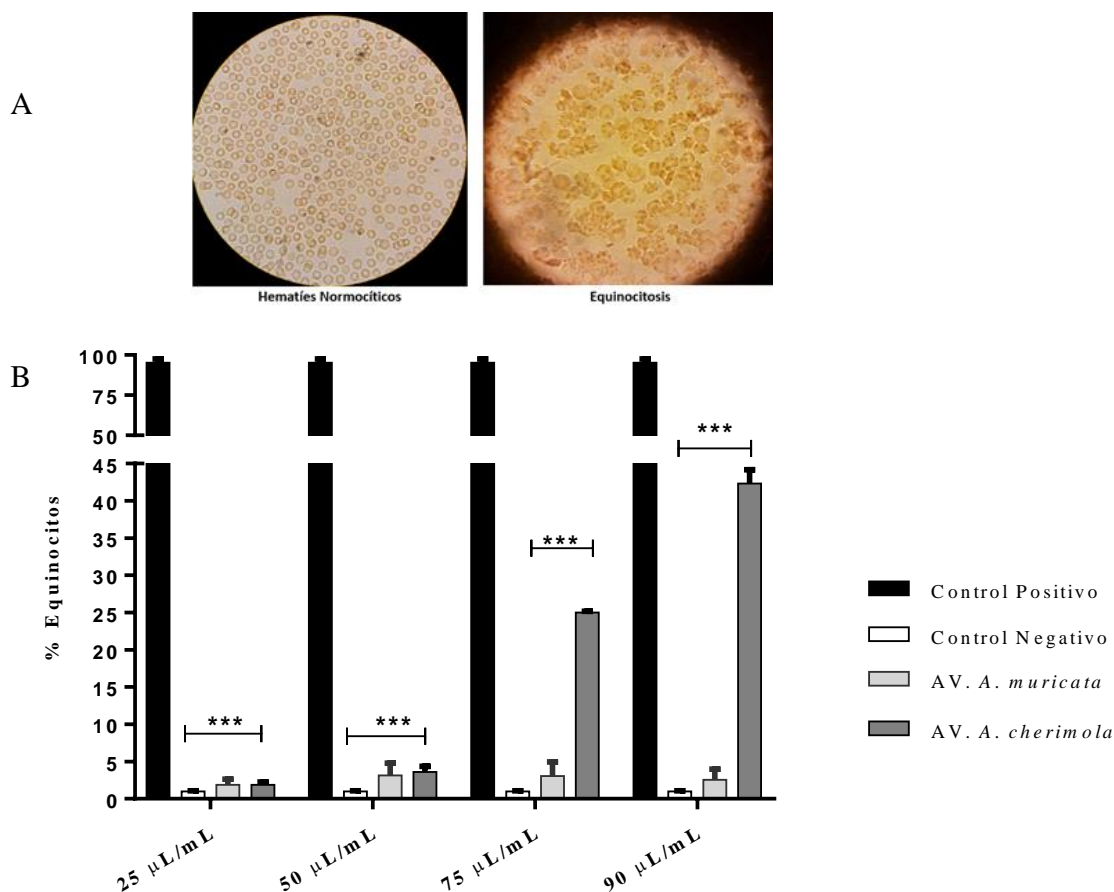 A
Hematíes Normocíticos
Equinocitosis
B
% Equinocitos
100
75
50
45
40
35
30
25
20
15
10
5
0
***
***
***
***
25 µL/mL
50 µL/mL
75 µL/mL
90 µL/mL
Control Positivo
Control Negativo
AV. A. muricata
AV. A. cherimola